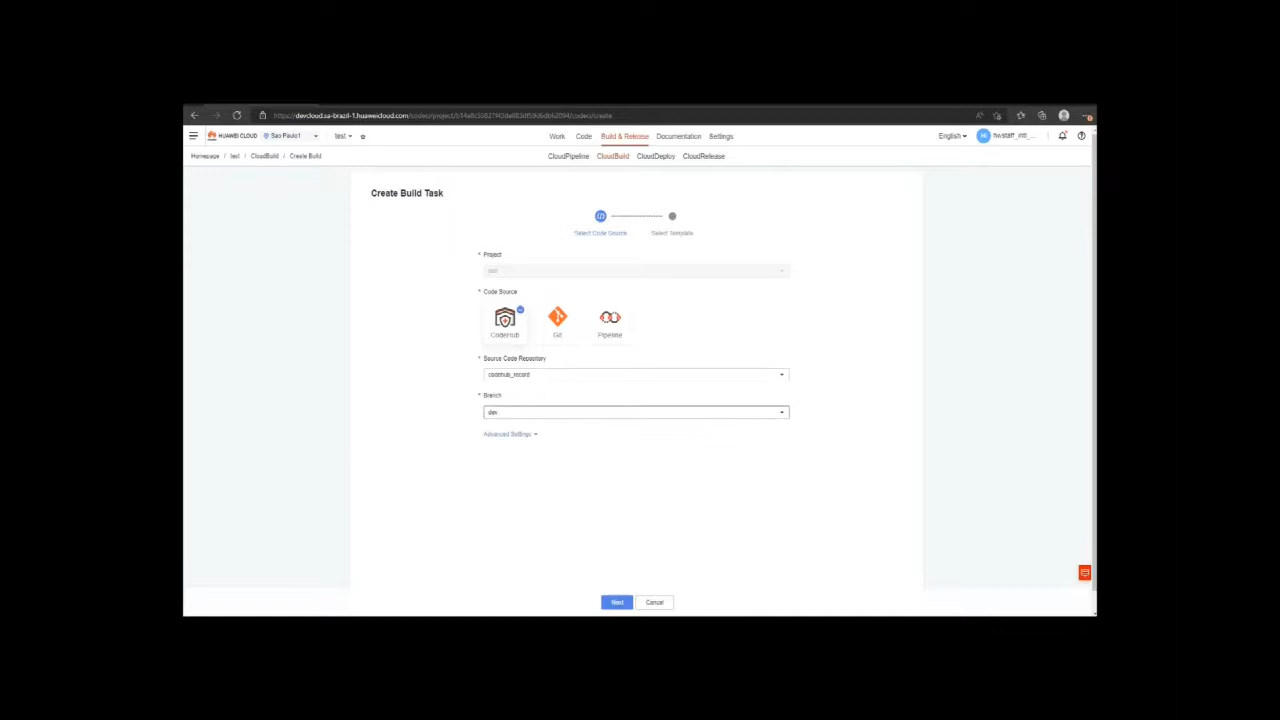 HUAWEI CLOUD Sao Paulo1 test Work Code Build & Release Documentation Settings English
Homepage / test / CloudBuild / Create Build CloudPipeline CloudBuild CloudDeploy CloudRelease
Create Build Task
Select Code Source Select Template
* Project
test
* Code Source
CodeHub Git Pipeline
* Source Code Repository
codehub_record
* Branch
dev
Advanced Settings
Next Cancel